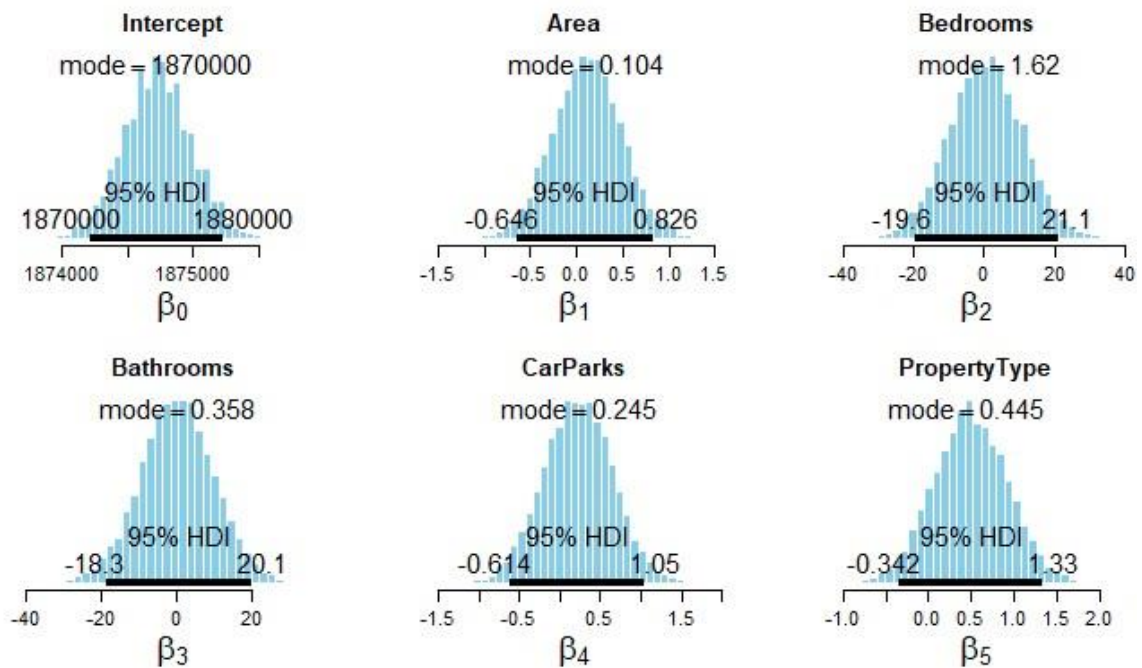 Intercept
mode = 1870000
95% HDI
1870000 1880000
1874000 1875000
β0
Area
mode = 0.104
95% HDI
-0.646 0.826
-1.5 -0.5 0.0 0.5 1.0 1.5
β1
Bedrooms
mode = 1.62
95% HDI
-19.6 21.1
-40 -20 0 20 40
β2
Bathrooms
mode = 0.358
95% HDI
-18.3 20.1
-40 -20 0 20
β3
CarParks
mode = 0.245
95% HDI
-0.614 1.05
-1.5 -0.5 0.5 1.5
β4
PropertyType
mode = 0.445
95% HDI
-0.342 1.33
-1.0 0.0 0.5 1.0 1.5 2.0
β5